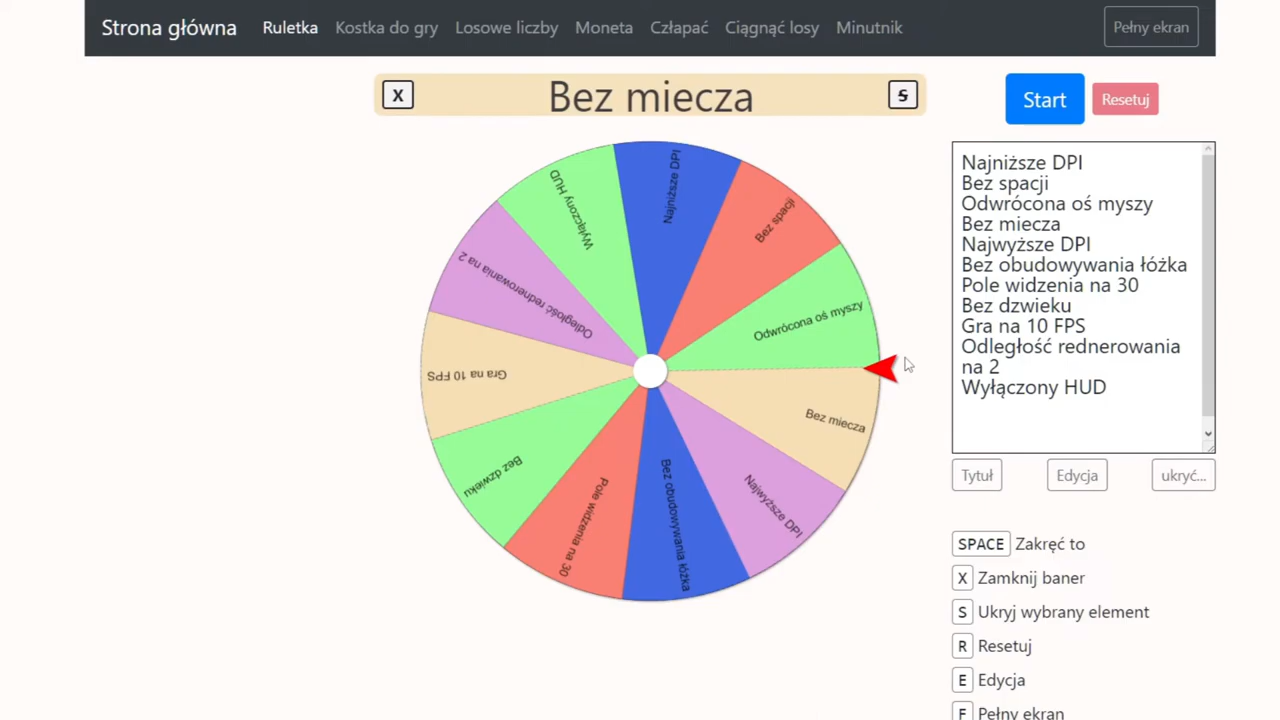 Strona główna Ruletka Kostka do gry Losowe liczby Moneta Człapać Ciągnąć losy Minutnik Pełny ekran
X Bez miecza S
Start Resetuj
Najniższe DPI
Bez spacji
Odwrócona oś myszy
Bez miecza
Najwyższe DPI
Bez obudowywania łóżka
Pole widzenia na 30
Bez dzwieku
Gra na 10 FPS
Odległość rednerowania na 2
Wyłączony HUD
Najniższe DPI
Bez spacji
Odwrócona oś myszy
Bez miecza
Najwyższe DPI
Bez obudowywania łóżka
Pole widzenia na 30
Bez dzwieku
Gra na 10 FPS
Odległość rednerowania
na 2
Wyłączony HUD
Tytuł Edycja ukryć...
SPACE Zakręć to
X Zamknij baner
S Ukryj wybrany element
R Resetuj
E Edycja
F Pełny ekran